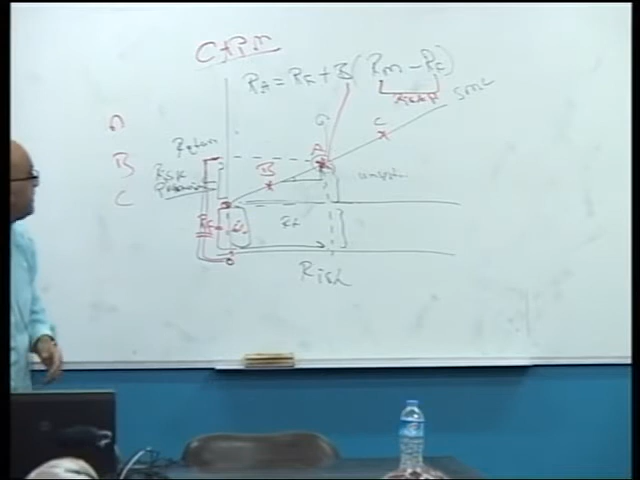 CAPM
RA = RF + B (Rm - RF)
Risk P
SML
C
A
B
C
Return
Risk
Premium
B
A
RF
RF
Risk